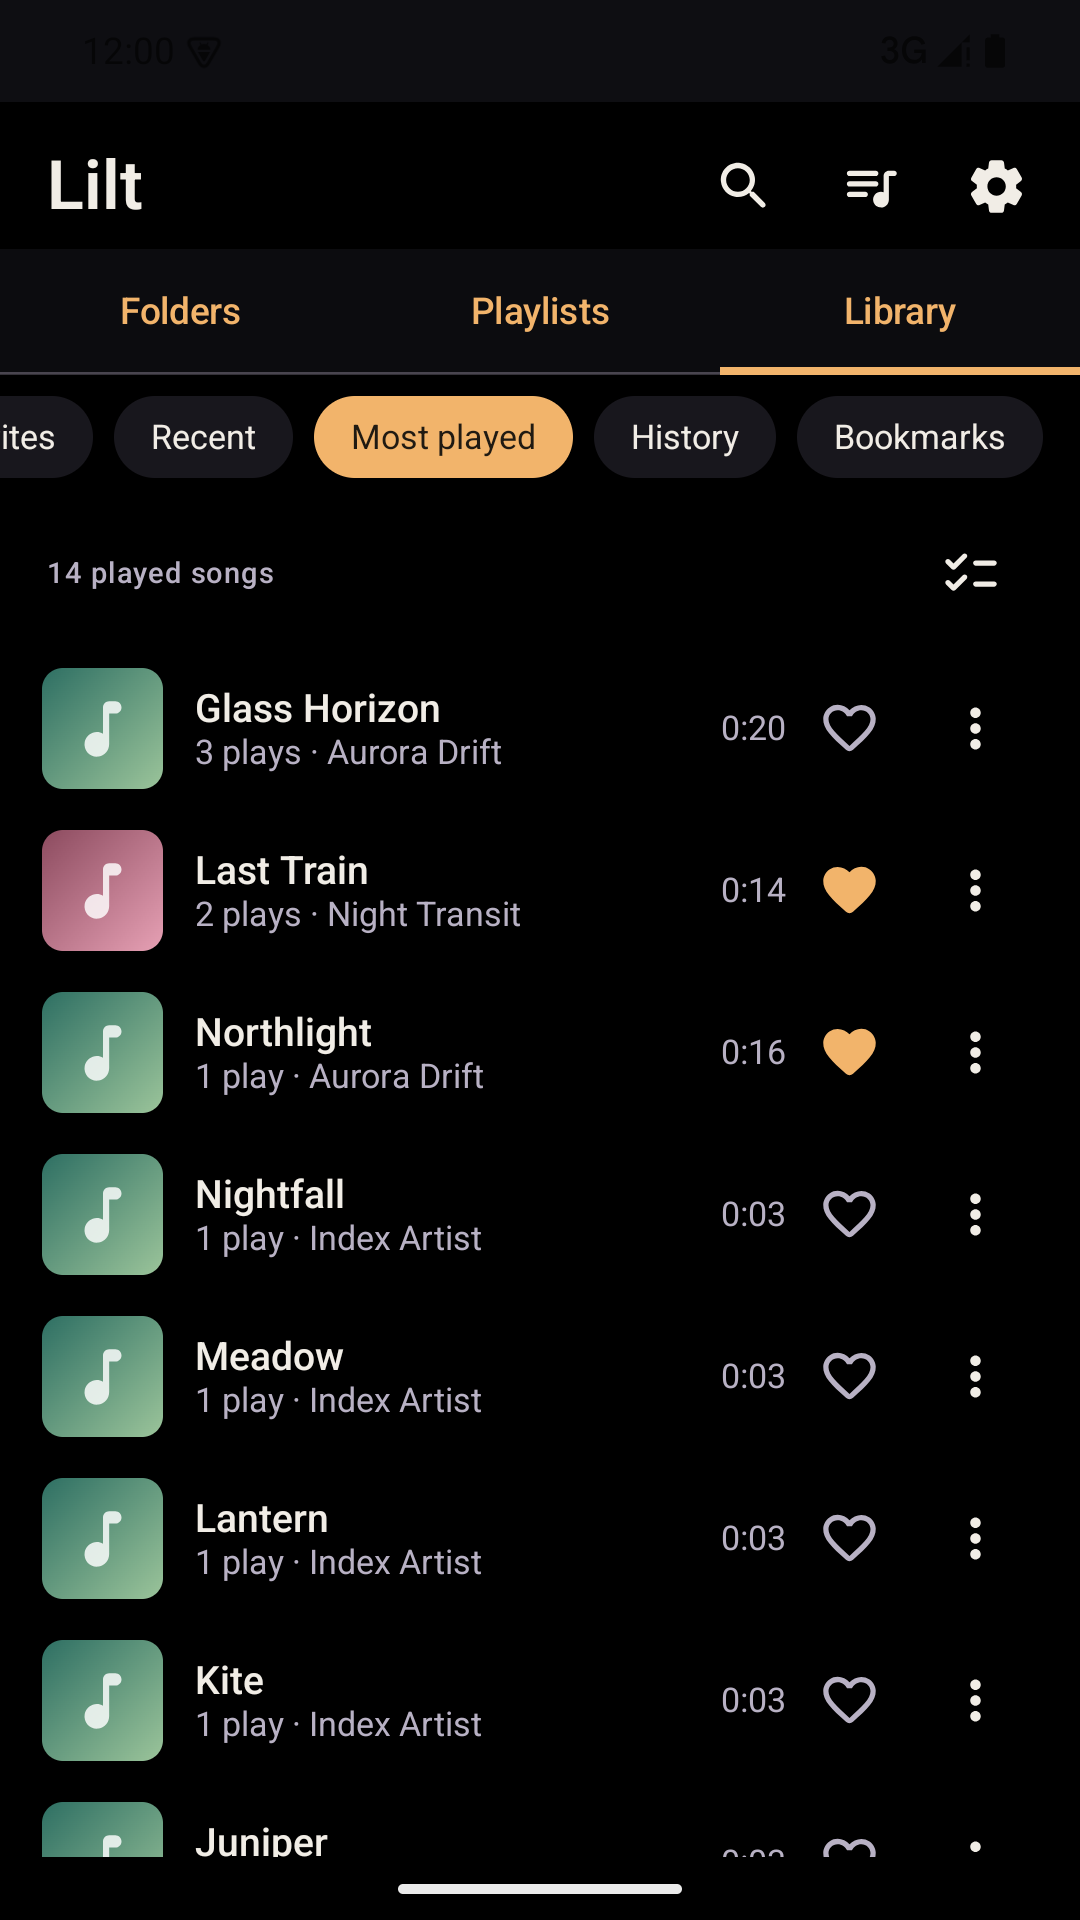 12:00
3G
Lilt
Folders
Playlists
Library
ites
Recent
Most played
History
Bookmarks
14 played songs
Glass Horizon
3 plays · Aurora Drift
0:20
Last Train
2 plays · Night Transit
0:14
Northlight
1 play · Aurora Drift
0:16
Nightfall
1 play · Index Artist
0:03
Meadow
1 play · Index Artist
0:03
Lantern
1 play · Index Artist
0:03
Kite
1 play · Index Artist
0:03
Juniper